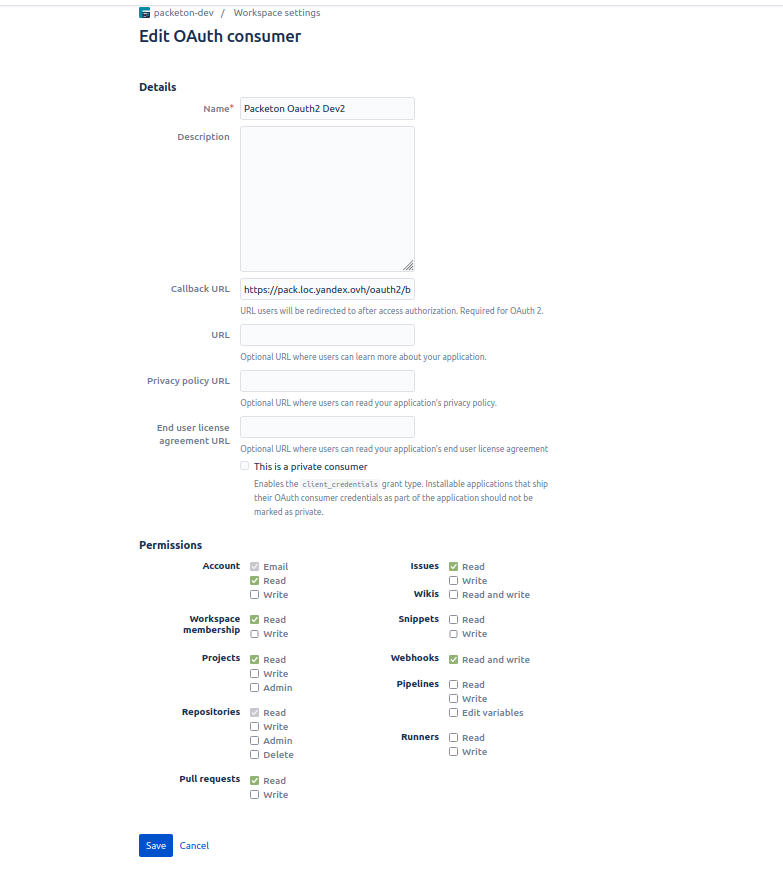 packeton-dev / Workspace settings
Edit OAuth consumer
Details
Name*
Packeton Oauth2 Dev2
Description
Callback URL
https://pack.loc.yandex.ovh/oauth2/b
URL users will be redirected to after access authorization. Required for OAuth 2.
URL
Optional URL where users can learn more about your application.
Privacy policy URL
Optional URL where users can read your application's privacy policy.
End user license
agreement URL
Optional URL where users can read your application's end user license agreement
This is a private consumer
Enables the client_credentials grant type. Installable applications that ship
their OAuth consumer credentials as part of the application should not be
marked as private.
Permissions
Account
Email
Read
Write
Workspace
membership
Read
Write
Projects
Read
Write
Admin
Repositories
Read
Write
Admin
Delete
Pull requests
Read
Write
Issues
Read
Write
Wikis
Read and write
Snippets
Read
Write
Webhooks
Read and write
Pipelines
Read
Write
Edit variables
Runners
Read
Write
Save Cancel